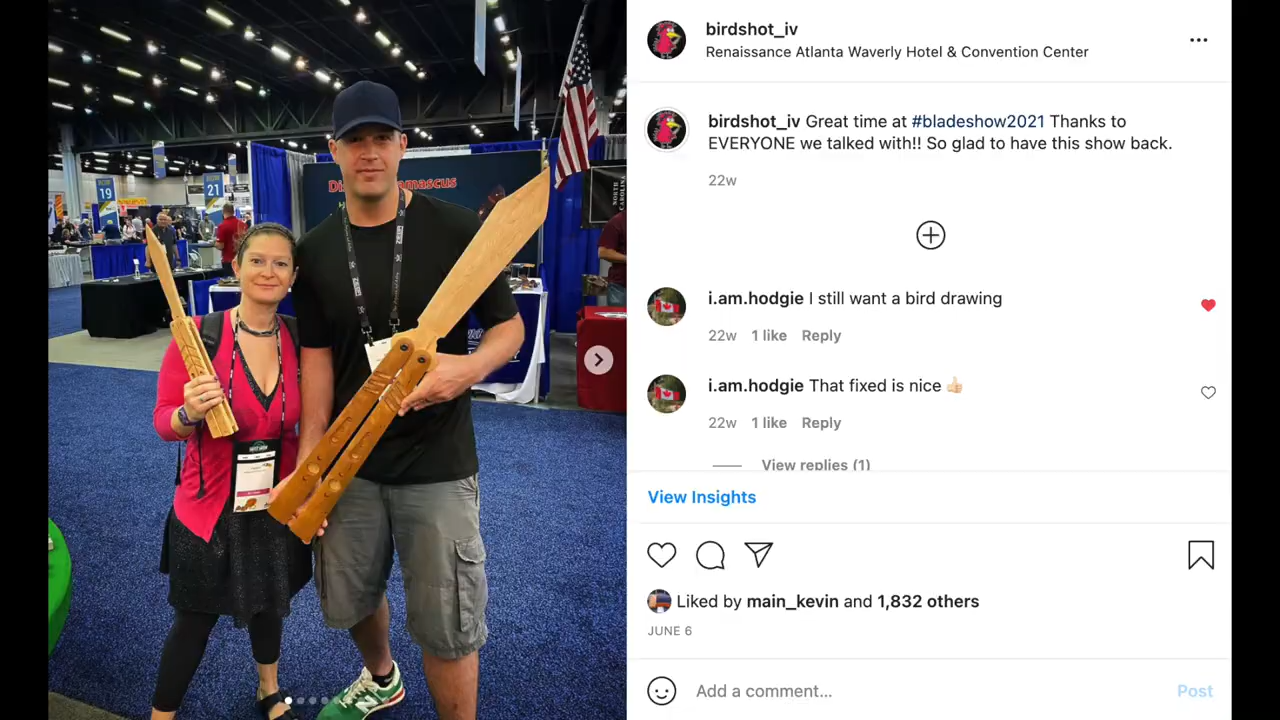 birdshot_iv
Renaissance Atlanta Waverly Hotel & Convention Center
birdshot_iv Great time at #bladeshow2021 Thanks to
EVERYONE we talked with!! So glad to have this show back.
22w
i.am.hodgie I still want a bird drawing
22w 1 like Reply
i.am.hodgie That fixed is nice 👍🏻
22w 1 like Reply
View replies (1)
View Insights
Liked by main_kevin and 1,832 others
JUNE 6
Add a comment... Post
19
21
NORTH
CAROLINA